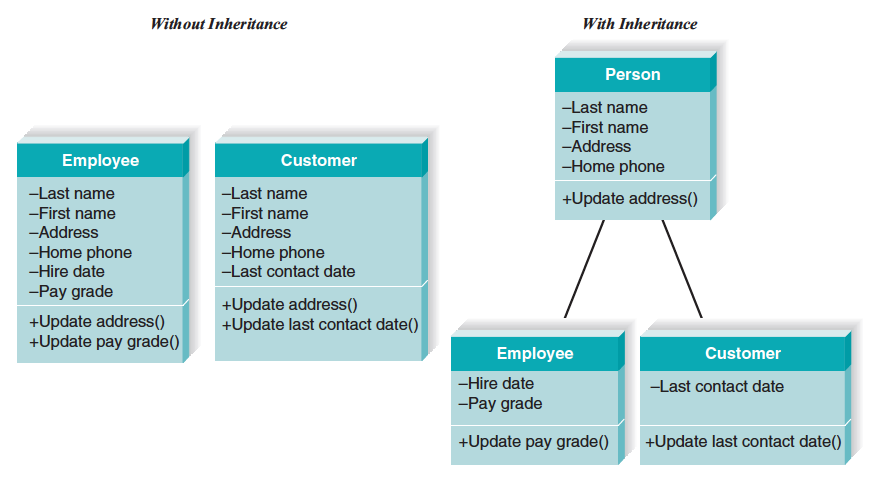 Without Inheritance
With Inheritance
Person
–Last name
–First name
–Address
–Home phone
+Update address()
Employee
–Last name
–First name
–Address
–Home phone
–Hire date
–Pay grade
+Update address()
+Update pay grade()
Customer
–Last name
–First name
–Address
–Home phone
–Last contact date
+Update address()
+Update last contact date()
Employee
–Hire date
–Pay grade
+Update pay grade()
Customer
–Last contact date
+Update last contact date()